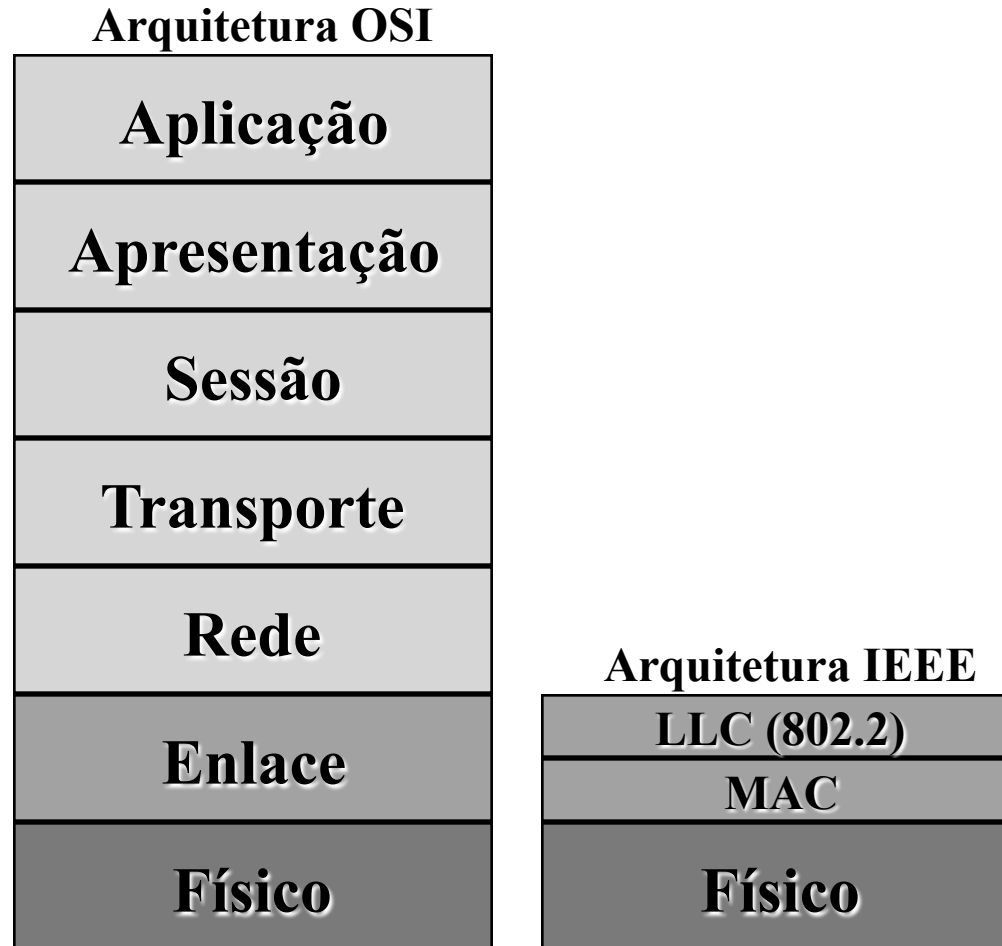 Arquitetura OSI
Aplicação
Apresentação
Sessão
Transporte
Rede
Enlace
Físico
Arquitetura IEEE
LLC (802.2)
MAC
Físico